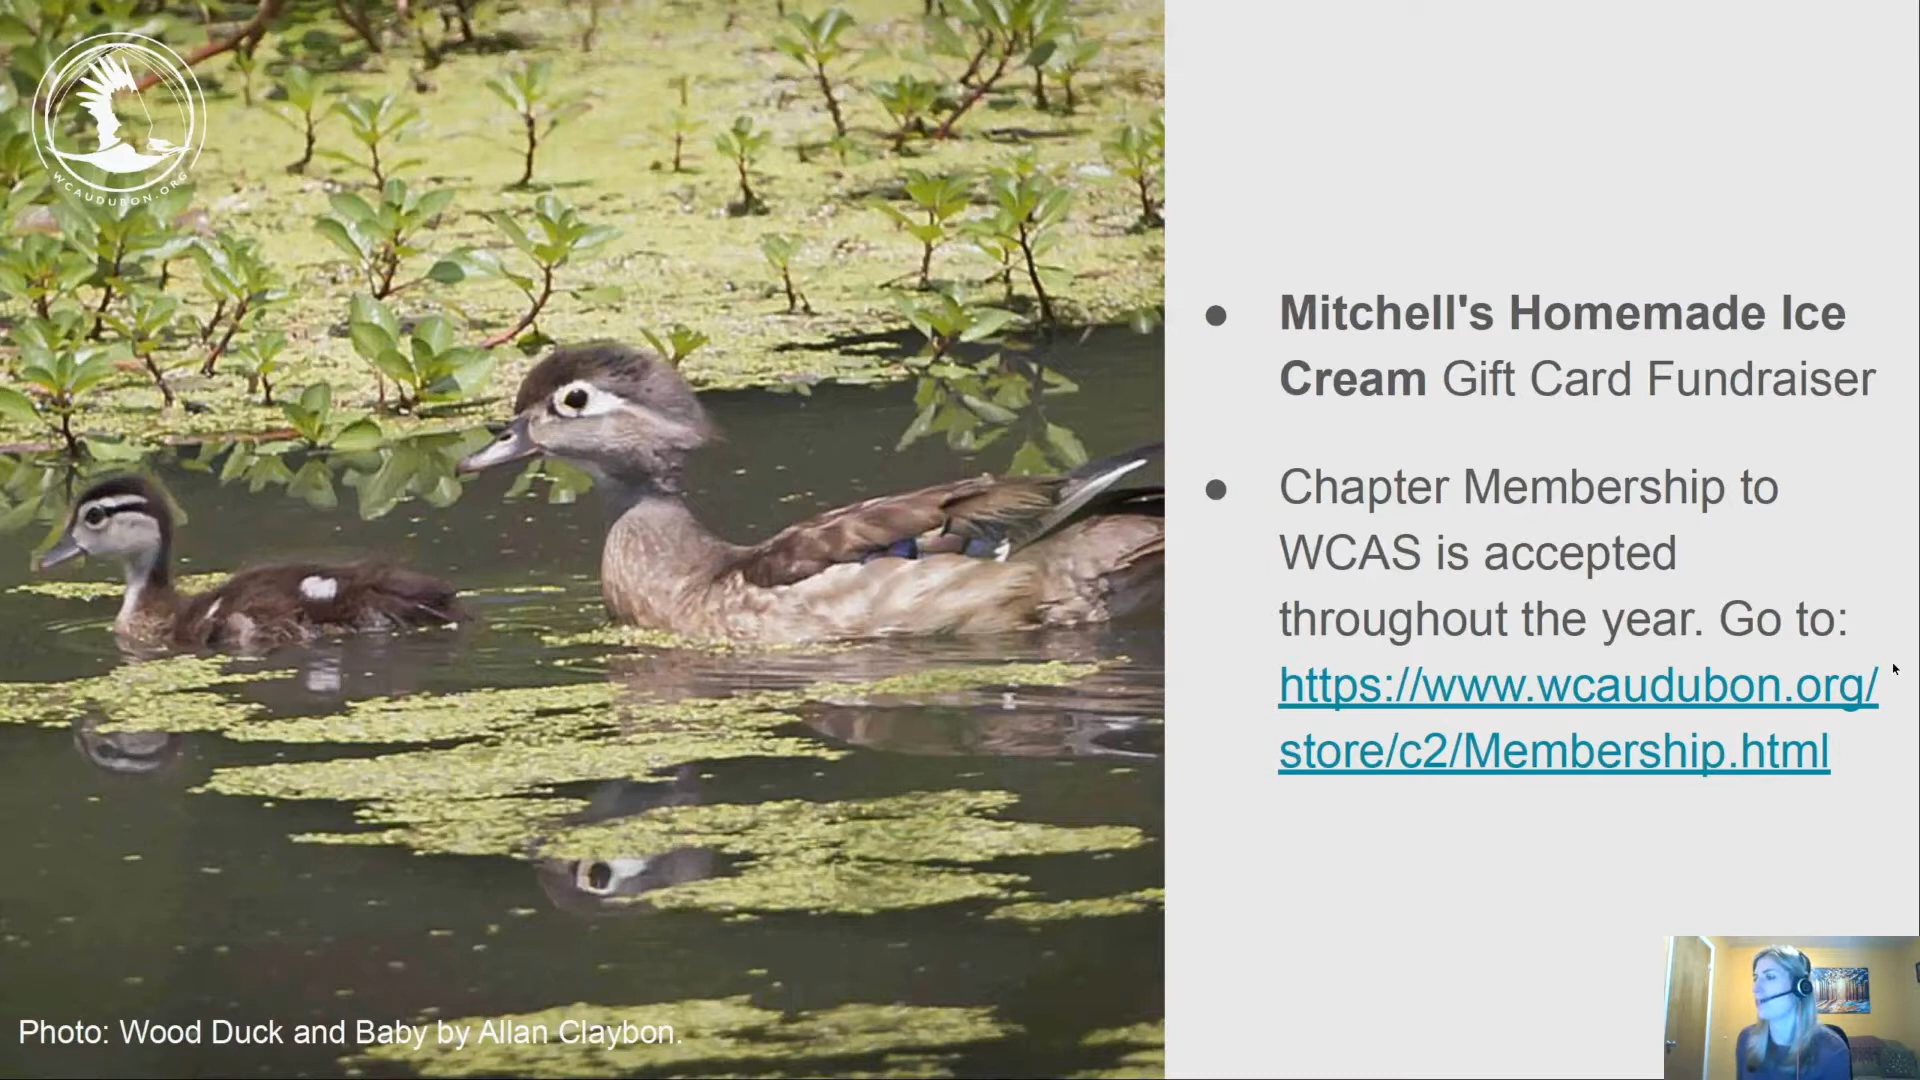 WCAUDUBON.ORG
Mitchell's Homemade Ice
Cream Gift Card Fundraiser
Chapter Membership to
WCAS is accepted
throughout the year. Go to:
https://www.wcaudubon.org/
store/c2/Membership.html
Photo: Wood Duck and Baby by Allan Claybon.